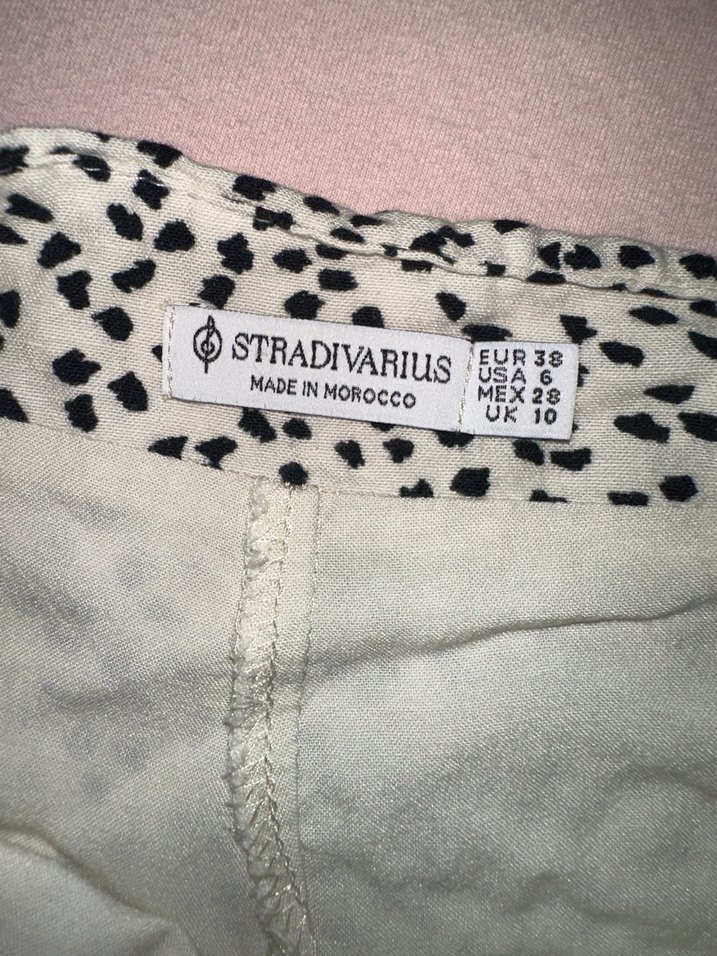 STRADIVARIUS
MADE IN MOROCCO
EUR 38
USA 6
MEX 28
UK 10